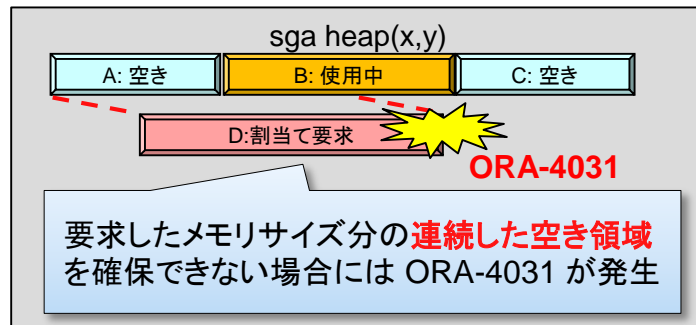 sga heap(x,y)
A: 空き
B: 使用中
C: 空き
D:割当て要求
ORA-4031
要求したメモリサイズ分の連続した空き領域
を確保できない場合には ORA-4031 が発生